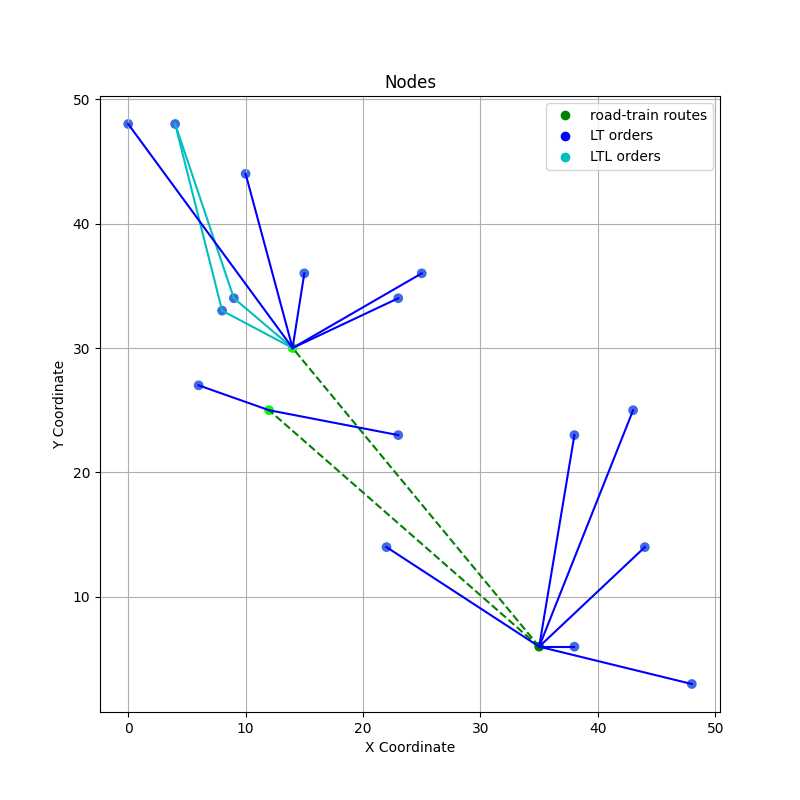 Nodes
road-train routes
LT orders
LTL orders
50
40
30
20
10
Y Coordinate
0 10 20 30 40 50
X Coordinate